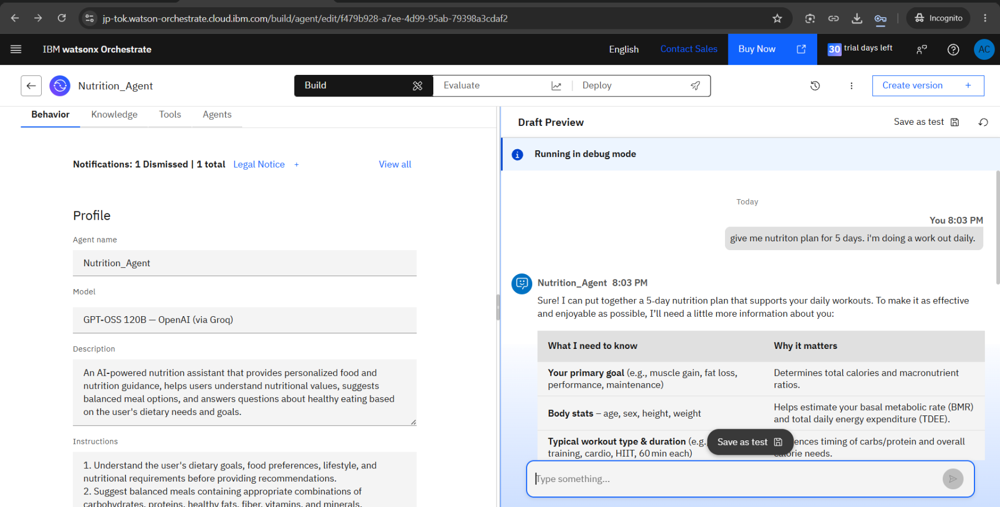 jp-tok.watson-orchestrate.cloud.ibm.com/build/agent/edit/f479b928-a7ee-4d99-95ab-79398a3cdaf2
Incognito
IBM watsonx Orchestrate
English
Contact Sales
Buy Now
30 trial days left
AC
Nutrition_Agent
Build
Evaluate
Deploy
Create version +
Behavior
Knowledge
Tools
Agents
Notifications: 1 Dismissed | 1 total Legal Notice +
View all
Profile
Agent name
Nutrition_Agent
Model
GPT-OSS 120B — OpenAI (via Groq)
Description
An AI-powered nutrition assistant that provides personalized food and
nutrition guidance, helps users understand nutritional values, suggests
balanced meal options, and answers questions about healthy eating based
on the user's dietary needs and goals.
Instructions
1. Understand the user's dietary goals, food preferences, lifestyle, and
nutritional requirements before providing recommendations.
2. Suggest balanced meals containing appropriate combinations of
carbohydrates, proteins, healthy fats, fiber, vitamins, and minerals.
Draft Preview
Save as test
Running in debug mode
Today
You 8:03 PM
give me nutriton plan for 5 days. i'm doing a work out daily.
Nutrition_Agent 8:03 PM
Sure! I can put together a 5-day nutrition plan that supports your daily workouts. To make it as effective
and enjoyable as possible, I’ll need a little more information about you:
What I need to know
Why it matters
Your primary goal (e.g., muscle gain, fat loss,
performance, maintenance)
Determines total calories and macronutrient
ratios.
Body stats – age, sex, height, weight
Helps estimate your basal metabolic rate (BMR)
and total daily energy expenditure (TDEE).
Typical workout type & duration (e.g.,
training, cardio, HIIT, 60 min each)
Save as test
timing of carbs/protein and overall
calorie needs.
Type something...